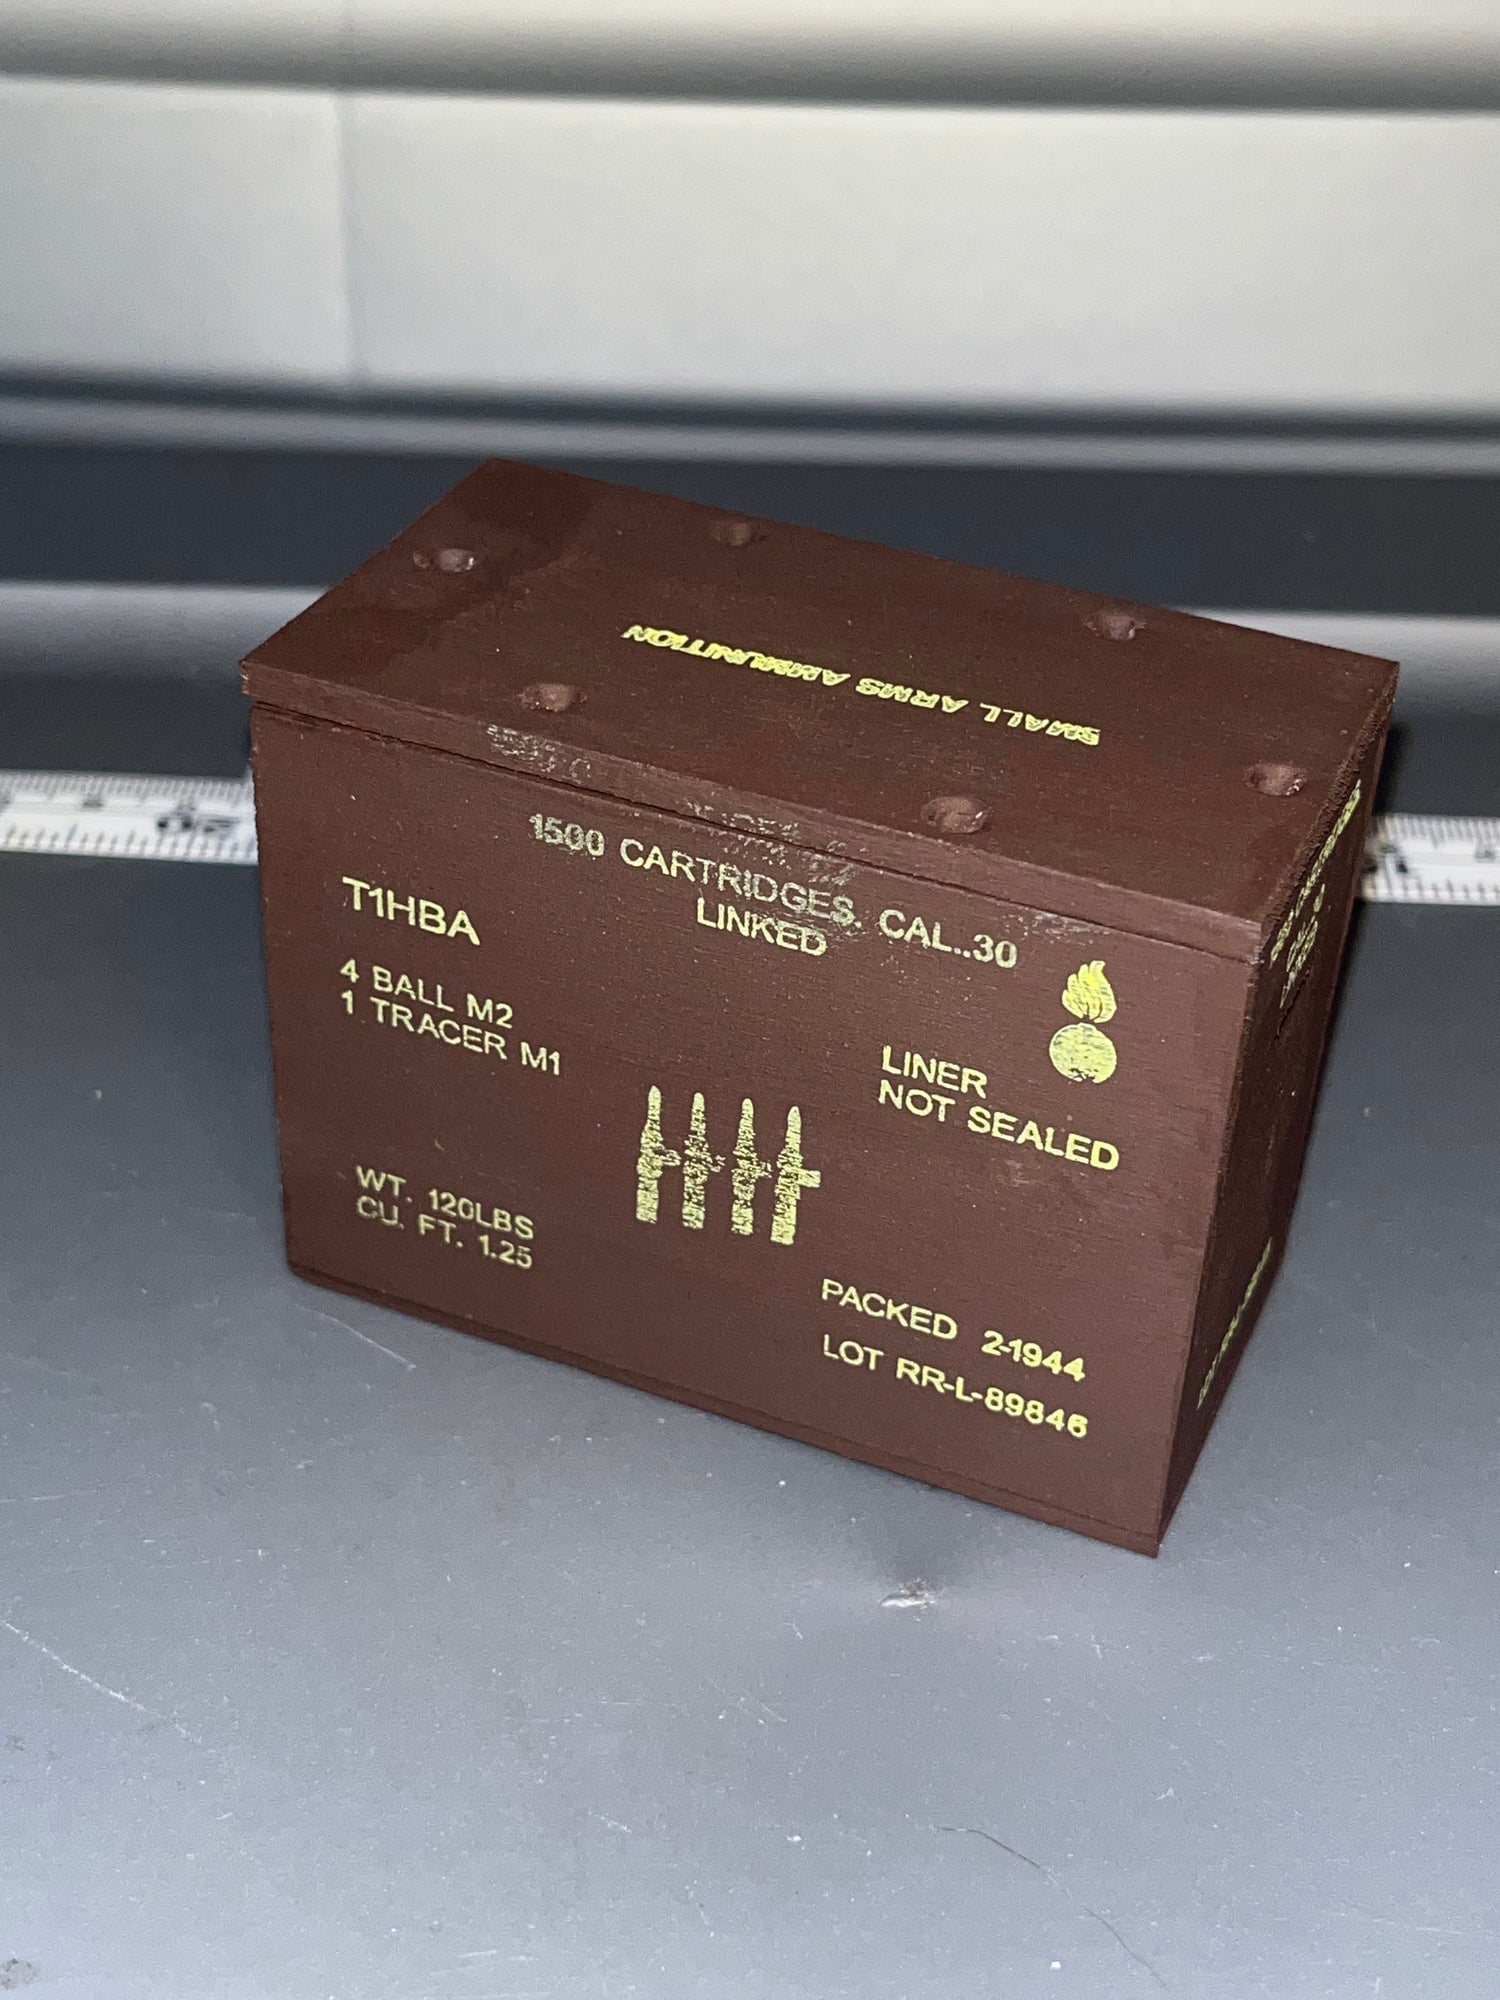 SMALL ARMS AMMUNITION
1500 CARTRIDGES. CAL..30
LINKED
T1HBA
4 BALL M2
1 TRACER M1
LINER
NOT SEALED
WT. 120LBS
CU. FT. 1.25
PACKED 2-1944
LOT RR-L-89846